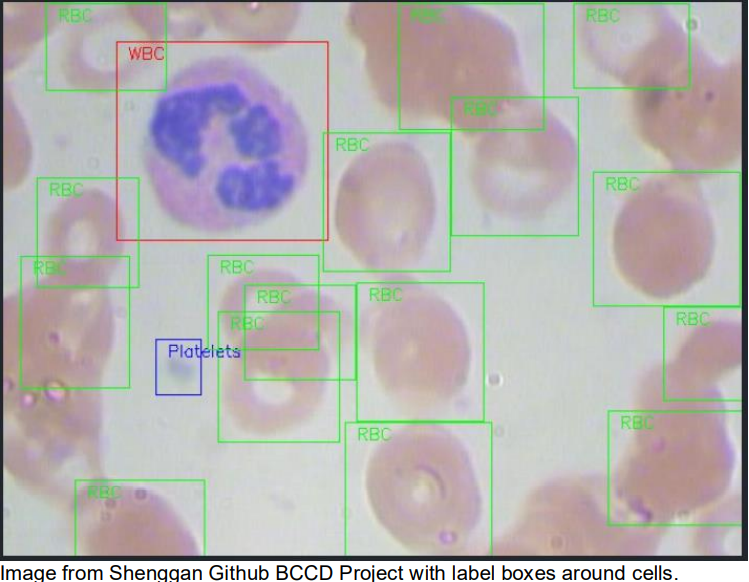 RBC
RBC
RBC
WBC
RBC
RBC
RBC
RBC
RBC
RBC
RBC
RBC
RBC
RBC
Platelets
RBC
RBC
RBC
Image from Shenggan Github BCCD Project with label boxes around cells.